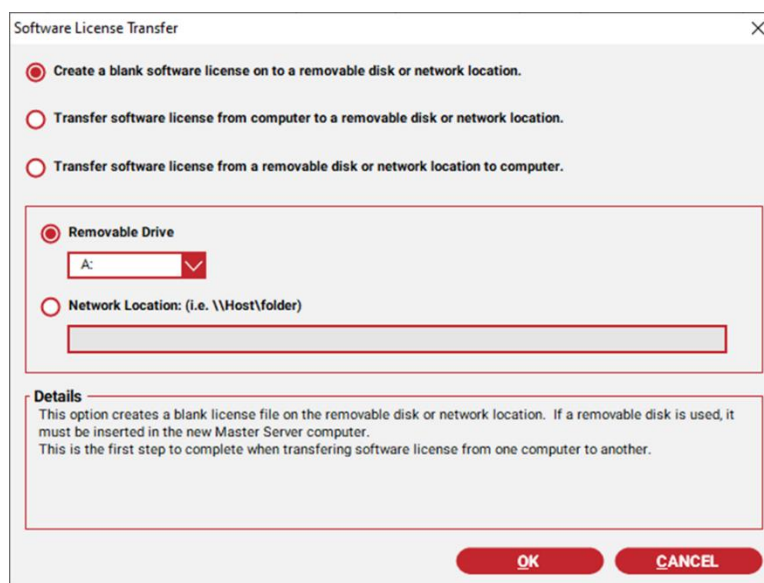 Software License Transfer
Create a blank software license on to a removable disk or network location.
Transfer software license from computer to a removable disk or network location.
Transfer software license from a removable disk or network location to computer.
Removable Drive
A:
Network Location: (i.e. \\Host\folder)
Details
This option creates a blank license file on the removable disk or network location. If a removable disk is used, it
must be inserted in the new Master Server computer.
This is the first step to complete when transfering software license from one computer to another.
OK
CANCEL